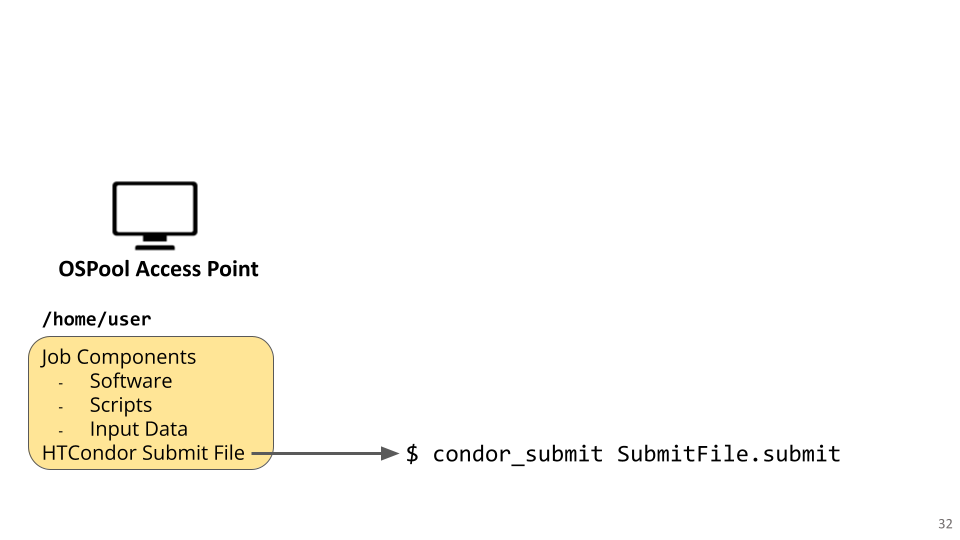 OSPool Access Point
/home/user
Job Components
- Software
- Scripts
- Input Data
HTCondor Submit File
$ condor_submit SubmitFile.submit
32